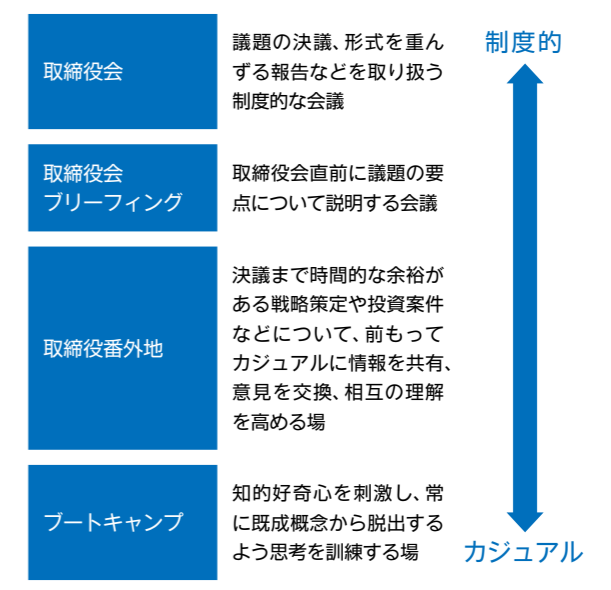 取締役会
議題の決議、形式を重ん
ずる報告などを取り扱う
制度的な会議
制度的
取締役会
ブリーフィング
取締役会直前に議題の要
点について説明する会議
取締役番外地
決議まで時間的な余裕が
ある戦略策定や投資案件
などについて、前もって
カジュアルに情報を共有、
意見を交換、相互の理解
を高める場
ブートキャンプ
知的好奇心を刺激し、常
に既成概念から脱出する
よう思考を訓練する場
カジュアル